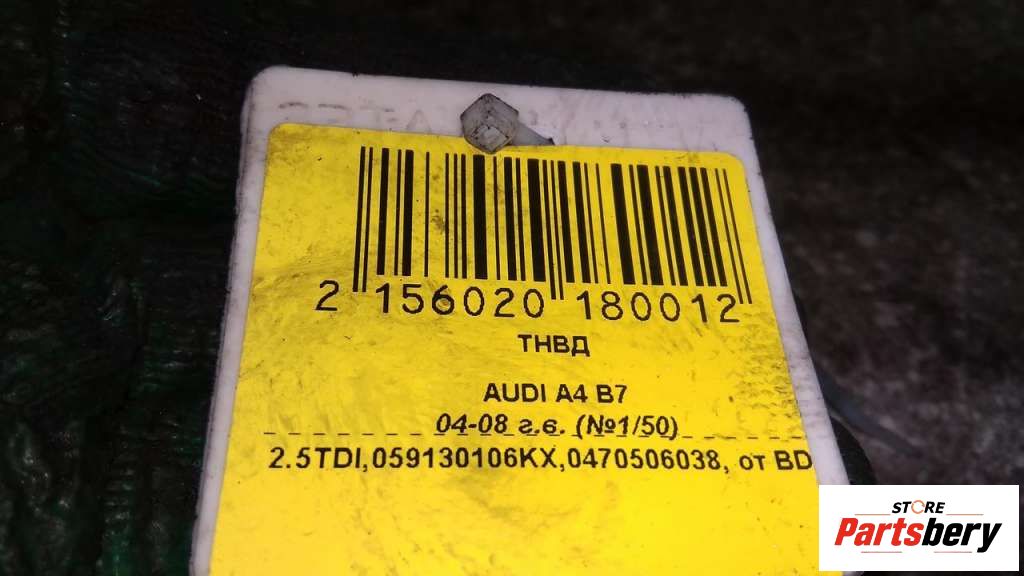 2 156020 180012
ТНВД
AUDI A4 B7
04-08 г.в. (№1/50)
2.5TDI,059130106KX,0470506038, от BD
STORE
Partsbery